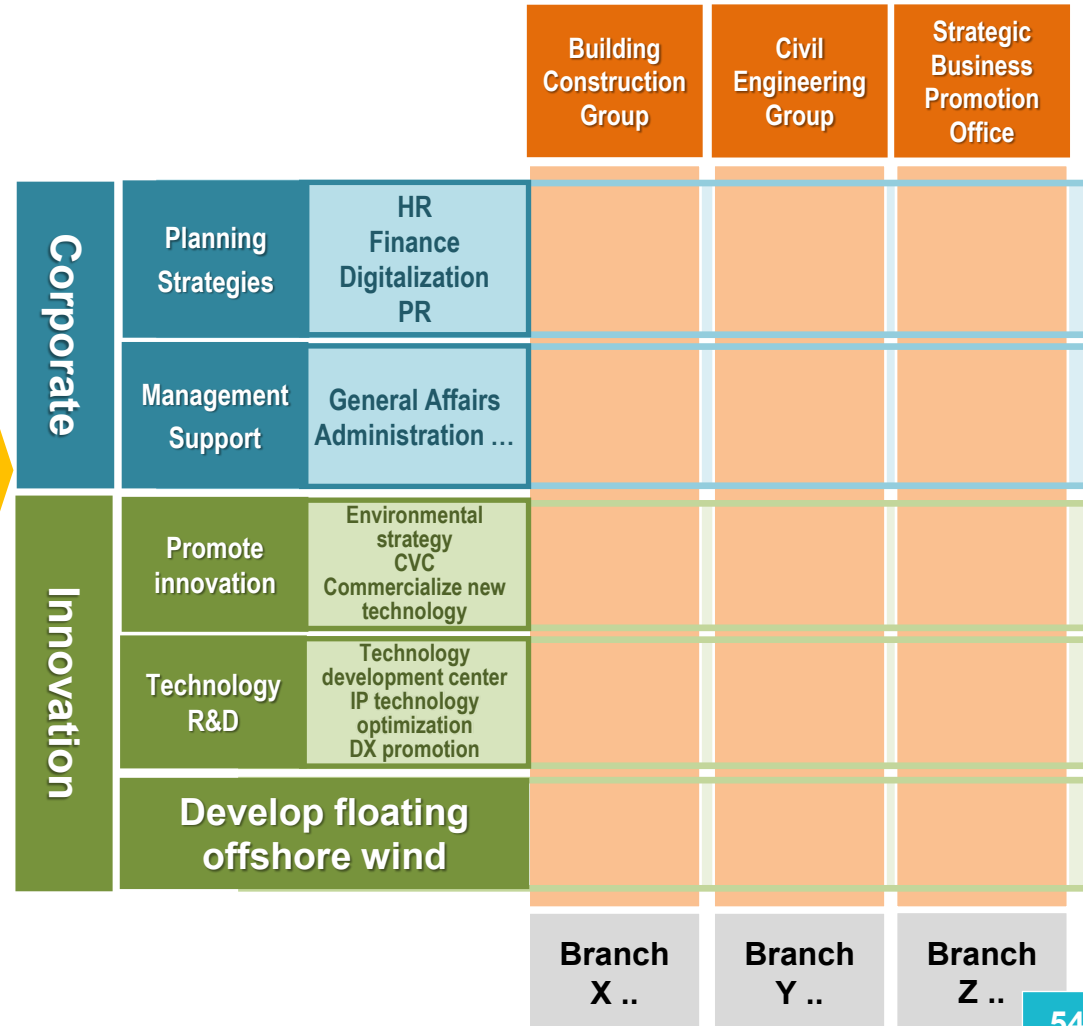 Building
Construction
Group
Civil
Engineering
Group
Strategic
Business
Promotion
Office
Corporate
Planning
Strategies
HR
Finance
Digitalization
PR
Management
Support
General Affairs
Administration …
Innovation
Promote
innovation
Environmental
strategy
CVC
Commercialize new
technology
Technology
R&D
Technology
development center
IP technology
optimization
DX promotion
Develop floating
offshore wind
Branch
X ..
Branch
Y ..
Branch
Z ..
54